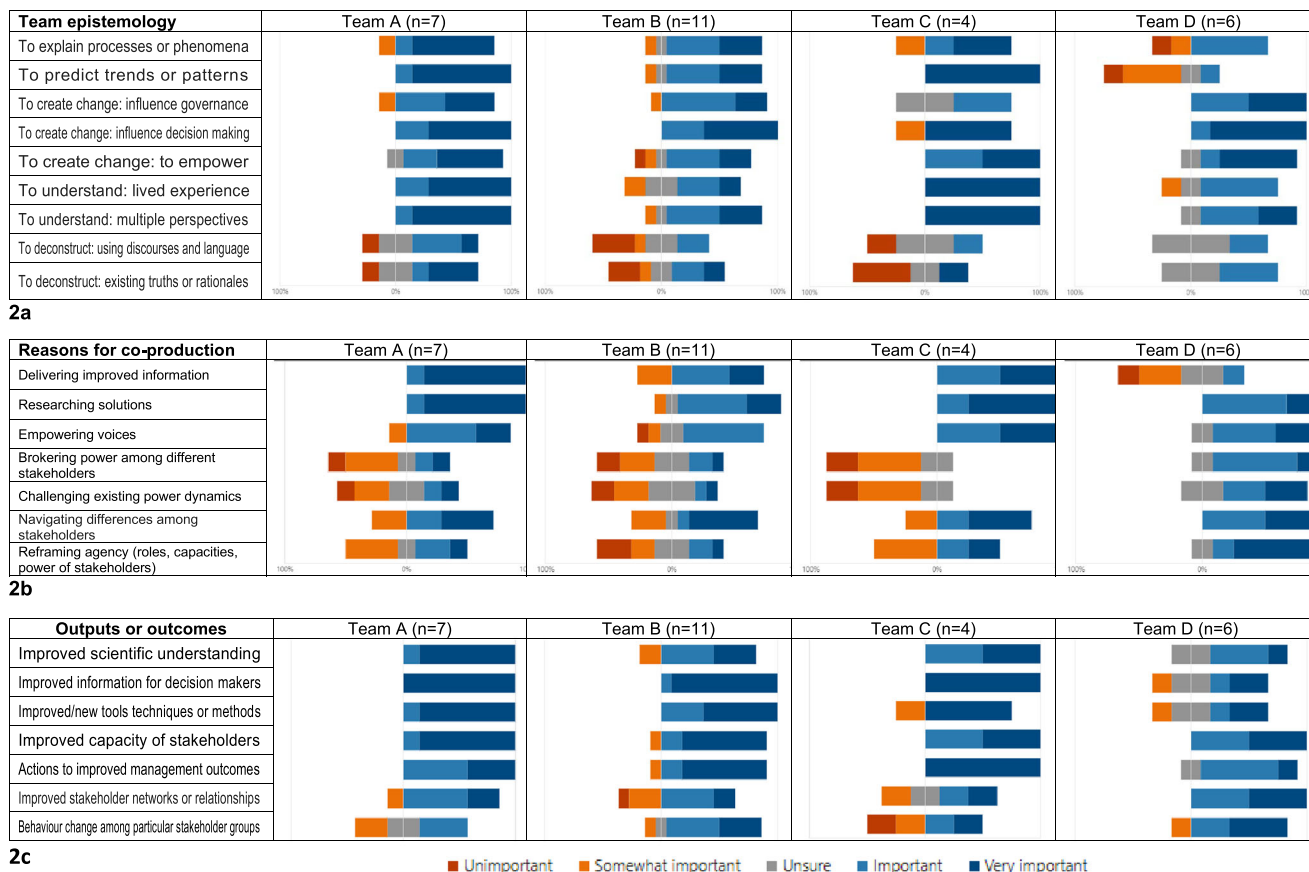 Team epistemology Team A (n=7) Team B (n=11) Team C (n=4) Team D (n=6)
To explain processes or phenomena
To predict trends or patterns
To create change: influence governance
To create change: influence decision making
To create change: to empower
To understand: lived experience
To understand: multiple perspectives
To deconstruct: using discourses and language
To deconstruct: existing truths or rationales
100% 0% 100% 100% 0% 100% 100% 0% 100% 100% 0% 100%
2a
Reasons for co-production Team A (n=7) Team B (n=11) Team C (n=4) Team D (n=6)
Delivering improved information
Researching solutions
Empowering voices
Brokering power among different
stakeholders
Challenging existing power dynamics
Navigating differences among
stakeholders
Reframing agency (roles, capacities,
power of stakeholders)
100% 0% 10 100% 0% 100% 0% 100% 0%
2b
Outputs or outcomes Team A (n=7) Team B (n=11) Team C (n=4) Team D (n=6)
Improved scientific understanding
Improved information for decision makers
Improved/new tools techniques or methods
Improved capacity of stakeholders
Actions to improved management outcomes
Improved stakeholder networks or relationships
Behaviour change among particular stakeholder groups
2c
Unimportant Somewhat important Unsure Important Very important